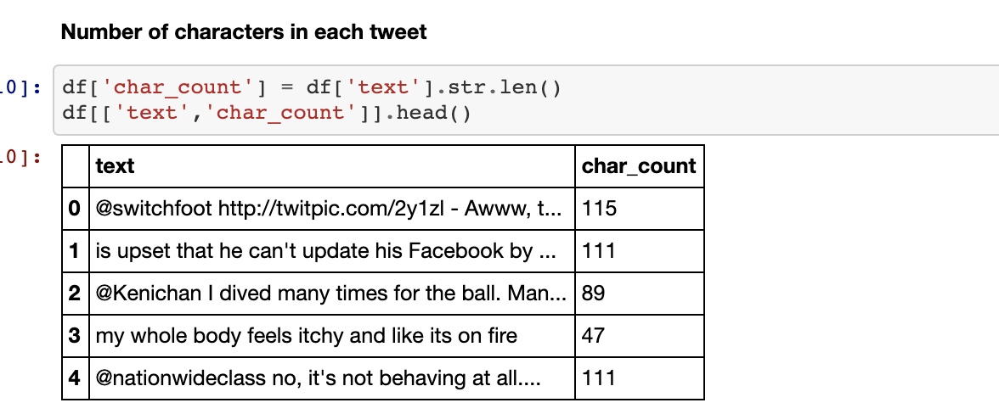 Number of characters in each tweet
0]: df['char_count'] = df['text'].str.len()
df[['text','char_count']].head()
0]: text char_count
0 @switchfoot http://twitpic.com/2y1zl - Awww, t... 115
1 is upset that he can't update his Facebook by ... 111
2 @Kenichan I dived many times for the ball. Man... 89
3 my whole body feels itchy and like its on fire 47
4 @nationwideclass no, it's not behaving at all.... 111